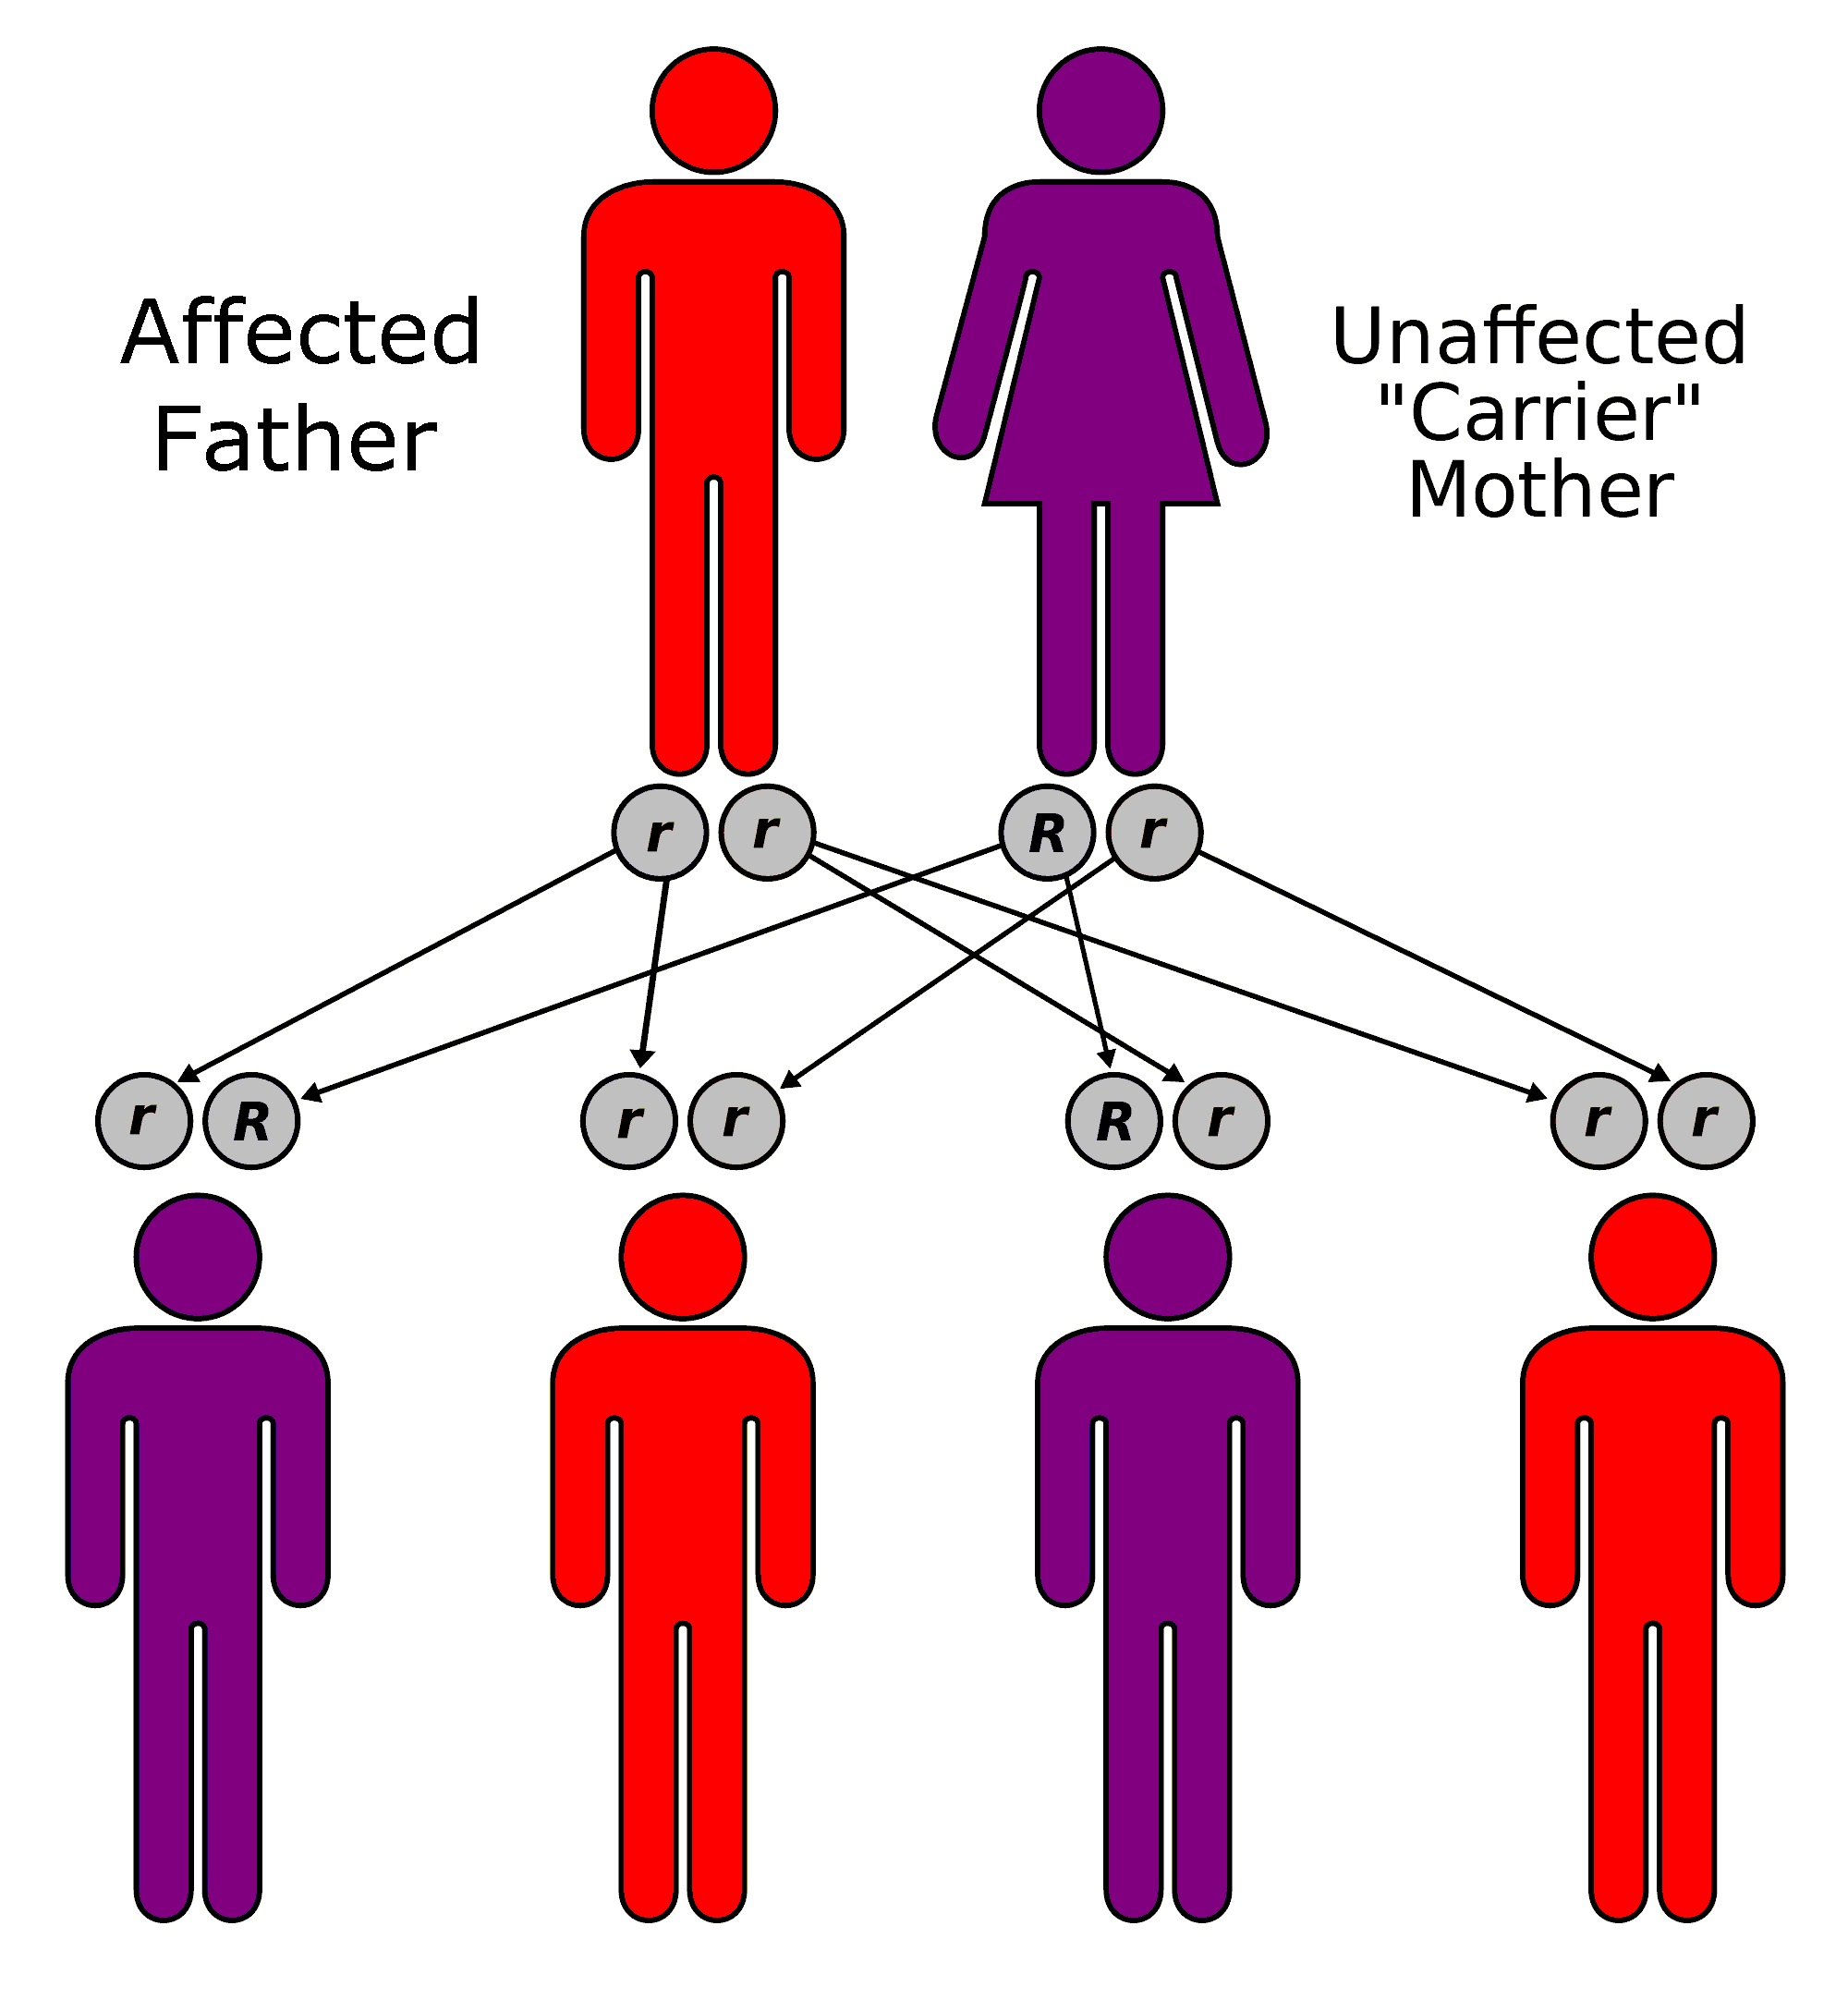 Affected
Father
Unaffected
"Carrier"
Mother
r r R r
r R r r R r r r